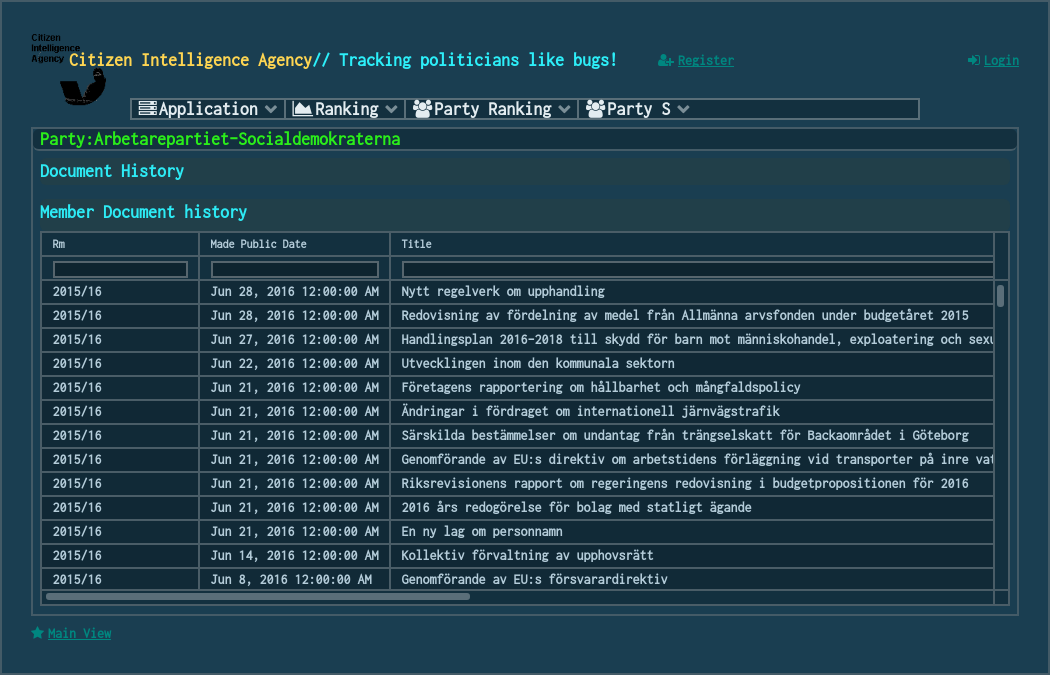 Citizen
Intelligence
Agency
Citizen Intelligence Agency// Tracking politicians like bugs!
Register
Login
Application
Ranking
Party Ranking
Party S
Party:Arbetarepartiet-Socialdemokraterna
Document History
Member Document history
Rm Made Public Date Title
2015/16 Jun 28, 2016 12:00:00 AM Nytt regelverk om upphandling
2015/16 Jun 28, 2016 12:00:00 AM Redovisning av fördelning av medel från Allmänna arvsfonden under budgetåret 2015
2015/16 Jun 27, 2016 12:00:00 AM Handlingsplan 2016-2018 till skydd för barn mot människohandel, exploatering och sexu
2015/16 Jun 22, 2016 12:00:00 AM Utvecklingen inom den kommunala sektorn
2015/16 Jun 21, 2016 12:00:00 AM Företagens rapportering om hållbarhet och mångfaldspolicy
2015/16 Jun 21, 2016 12:00:00 AM Ändringar i fördraget om internationell järnvägstrafik
2015/16 Jun 21, 2016 12:00:00 AM Särskilda bestämmelser om undantag från trängselskatt för Backaområdet i Göteborg
2015/16 Jun 21, 2016 12:00:00 AM Genomförande av EU:s direktiv om arbetstidens förläggning vid transporter på inre vat
2015/16 Jun 21, 2016 12:00:00 AM Riksrevisionens rapport om regeringens redovisning i budgetpropositionen för 2016
2015/16 Jun 21, 2016 12:00:00 AM 2016 års redogörelse för bolag med statligt ägande
2015/16 Jun 21, 2016 12:00:00 AM En ny lag om personnamn
2015/16 Jun 14, 2016 12:00:00 AM Kollektiv förvaltning av upphovsrätt
2015/16 Jun 8, 2016 12:00:00 AM Genomförande av EU:s försvarardirektiv
Main View